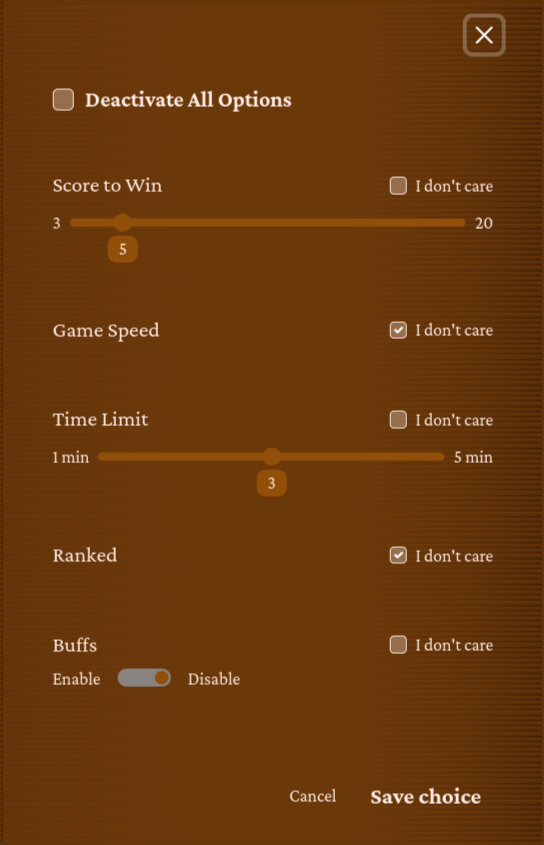 Deactivate All Options
Score to Win I don't care
3 20
5
Game Speed I don't care
Time Limit I don't care
1 min 5 min
3
Ranked I don't care
Buffs I don't care
Enable Disable
Cancel Save choice